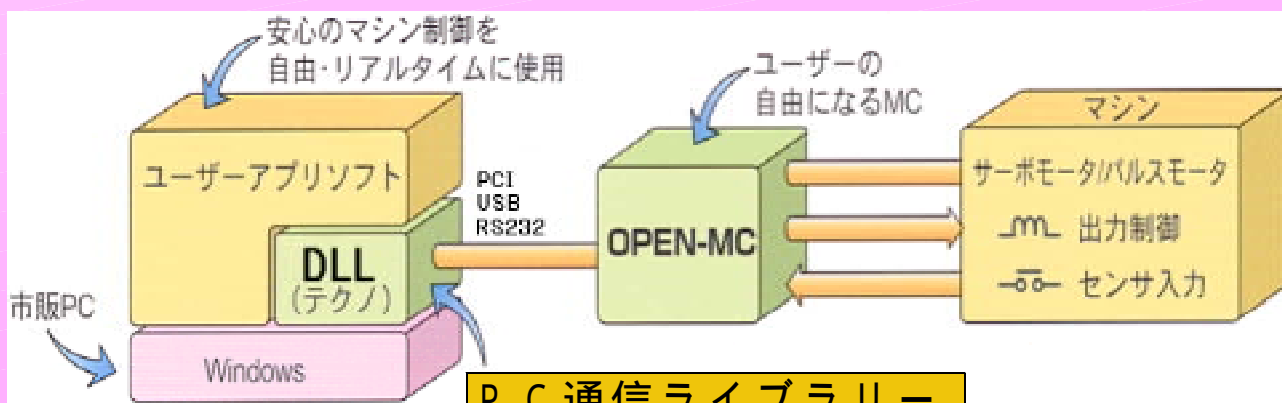 安心のマシン制御を
自由・リアルタイムに使用
ユーザーの
自由になるMC
マシン
ユーザーアプリソフト
PCI
USB
RS232
サーボモータ/パルスモータ
出力制御
OPEN-MC
DLL
(テクノ)
センサ入力
市販PC
Windows
PC通信ライブラリー